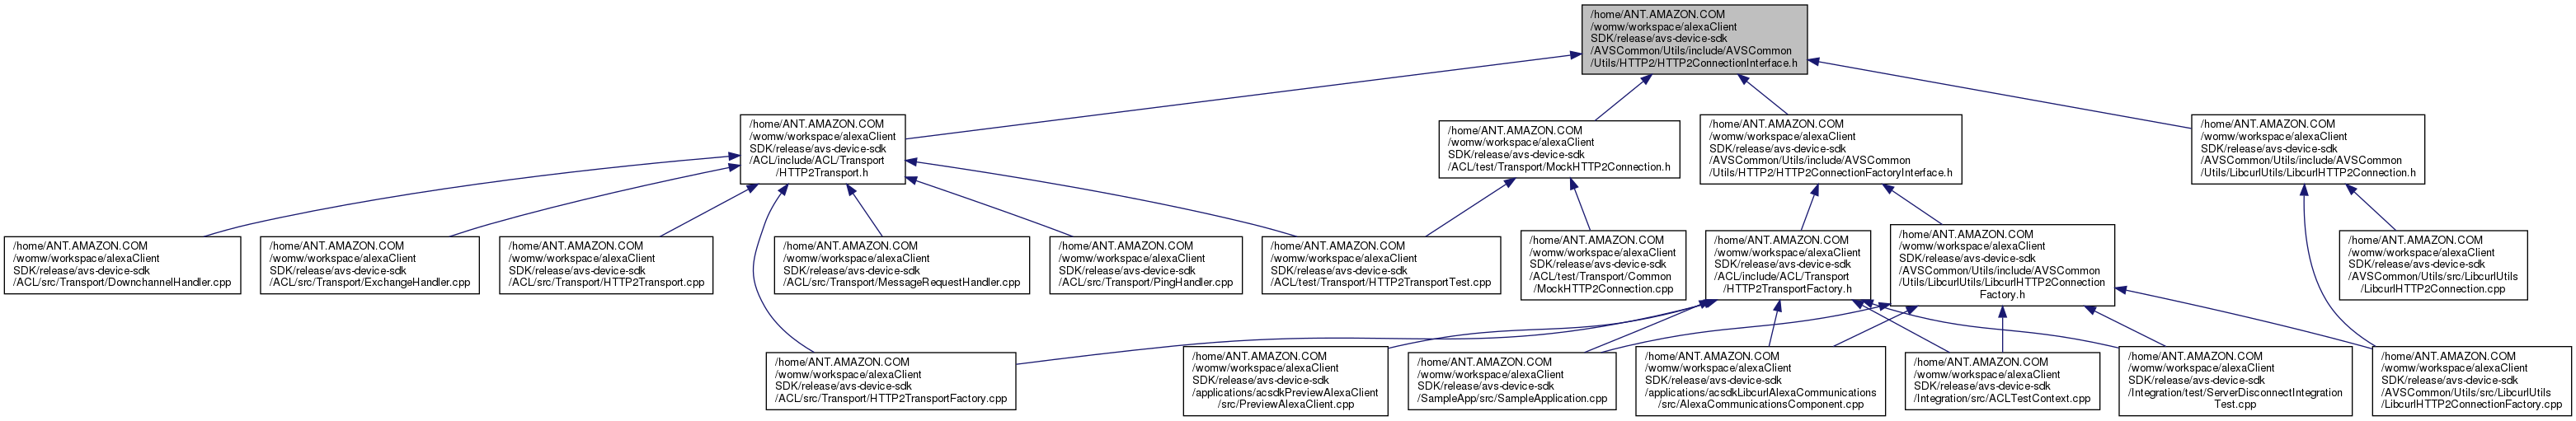 /home/ANT.AMAZON.COM
/womw/workspace/alexaClient
SDK/release/avs-device-sdk
/AVSCommon/Utils/include/AVSCommon
/Utils/HTTP2/HTTP2ConnectionInterface.h
/home/ANT.AMAZON.COM
/womw/workspace/alexaClient
SDK/release/avs-device-sdk
/ACL/include/ACL/Transport
/HTTP2Transport.h
/home/ANT.AMAZON.COM
/womw/workspace/alexaClient
SDK/release/avs-device-sdk
/ACL/test/Transport/MockHTTP2Connection.h
/home/ANT.AMAZON.COM
/womw/workspace/alexaClient
SDK/release/avs-device-sdk
/AVSCommon/Utils/include/AVSCommon
/Utils/HTTP2/HTTP2ConnectionFactoryInterface.h
/home/ANT.AMAZON.COM
/womw/workspace/alexaClient
SDK/release/avs-device-sdk
/AVSCommon/Utils/include/AVSCommon
/Utils/LibcurlUtils/LibcurlHTTP2Connection.h
/home/ANT.AMAZON.COM
/womw/workspace/alexaClient
SDK/release/avs-device-sdk
/ACL/src/Transport/DownchannelHandler.cpp
/home/ANT.AMAZON.COM
/womw/workspace/alexaClient
SDK/release/avs-device-sdk
/ACL/src/Transport/ExchangeHandler.cpp
/home/ANT.AMAZON.COM
/womw/workspace/alexaClient
SDK/release/avs-device-sdk
/ACL/src/Transport/HTTP2Transport.cpp
/home/ANT.AMAZON.COM
/womw/workspace/alexaClient
SDK/release/avs-device-sdk
/ACL/src/Transport/MessageRequestHandler.cpp
/home/ANT.AMAZON.COM
/womw/workspace/alexaClient
SDK/release/avs-device-sdk
/ACL/src/Transport/PingHandler.cpp
/home/ANT.AMAZON.COM
/womw/workspace/alexaClient
SDK/release/avs-device-sdk
/ACL/test/Transport/HTTP2TransportTest.cpp
/home/ANT.AMAZON.COM
/womw/workspace/alexaClient
SDK/release/avs-device-sdk
/ACL/test/Transport/Common
/MockHTTP2Connection.cpp
/home/ANT.AMAZON.COM
/womw/workspace/alexaClient
SDK/release/avs-device-sdk
/ACL/include/ACL/Transport
/HTTP2TransportFactory.h
/home/ANT.AMAZON.COM
/womw/workspace/alexaClient
SDK/release/avs-device-sdk
/AVSCommon/Utils/include/AVSCommon
/Utils/LibcurlUtils/LibcurlHTTP2Connection
Factory.h
/home/ANT.AMAZON.COM
/womw/workspace/alexaClient
SDK/release/avs-device-sdk
/AVSCommon/Utils/src/LibcurlUtils
/LibcurlHTTP2Connection.cpp
/home/ANT.AMAZON.COM
/womw/workspace/alexaClient
SDK/release/avs-device-sdk
/ACL/src/Transport/HTTP2TransportFactory.cpp
/home/ANT.AMAZON.COM
/womw/workspace/alexaClient
SDK/release/avs-device-sdk
/applications/acsdkPreviewAlexaClient
/src/PreviewAlexaClient.cpp
/home/ANT.AMAZON.COM
/womw/workspace/alexaClient
SDK/release/avs-device-sdk
/SampleApp/src/SampleApplication.cpp
/home/ANT.AMAZON.COM
/womw/workspace/alexaClient
SDK/release/avs-device-sdk
/applications/acsdkLibcurlAlexaCommunications
/src/AlexaCommunicationsComponent.cpp
/home/ANT.AMAZON.COM
/womw/workspace/alexaClient
SDK/release/avs-device-sdk
/Integration/src/ACLTestContext.cpp
/home/ANT.AMAZON.COM
/womw/workspace/alexaClient
SDK/release/avs-device-sdk
/Integration/test/ServerDisconnectIntegration
Test.cpp
/home/ANT.AMAZON.COM
/womw/workspace/alexaClient
SDK/release/avs-device-sdk
/AVSCommon/Utils/src/LibcurlUtils
/LibcurlHTTP2ConnectionFactory.cpp